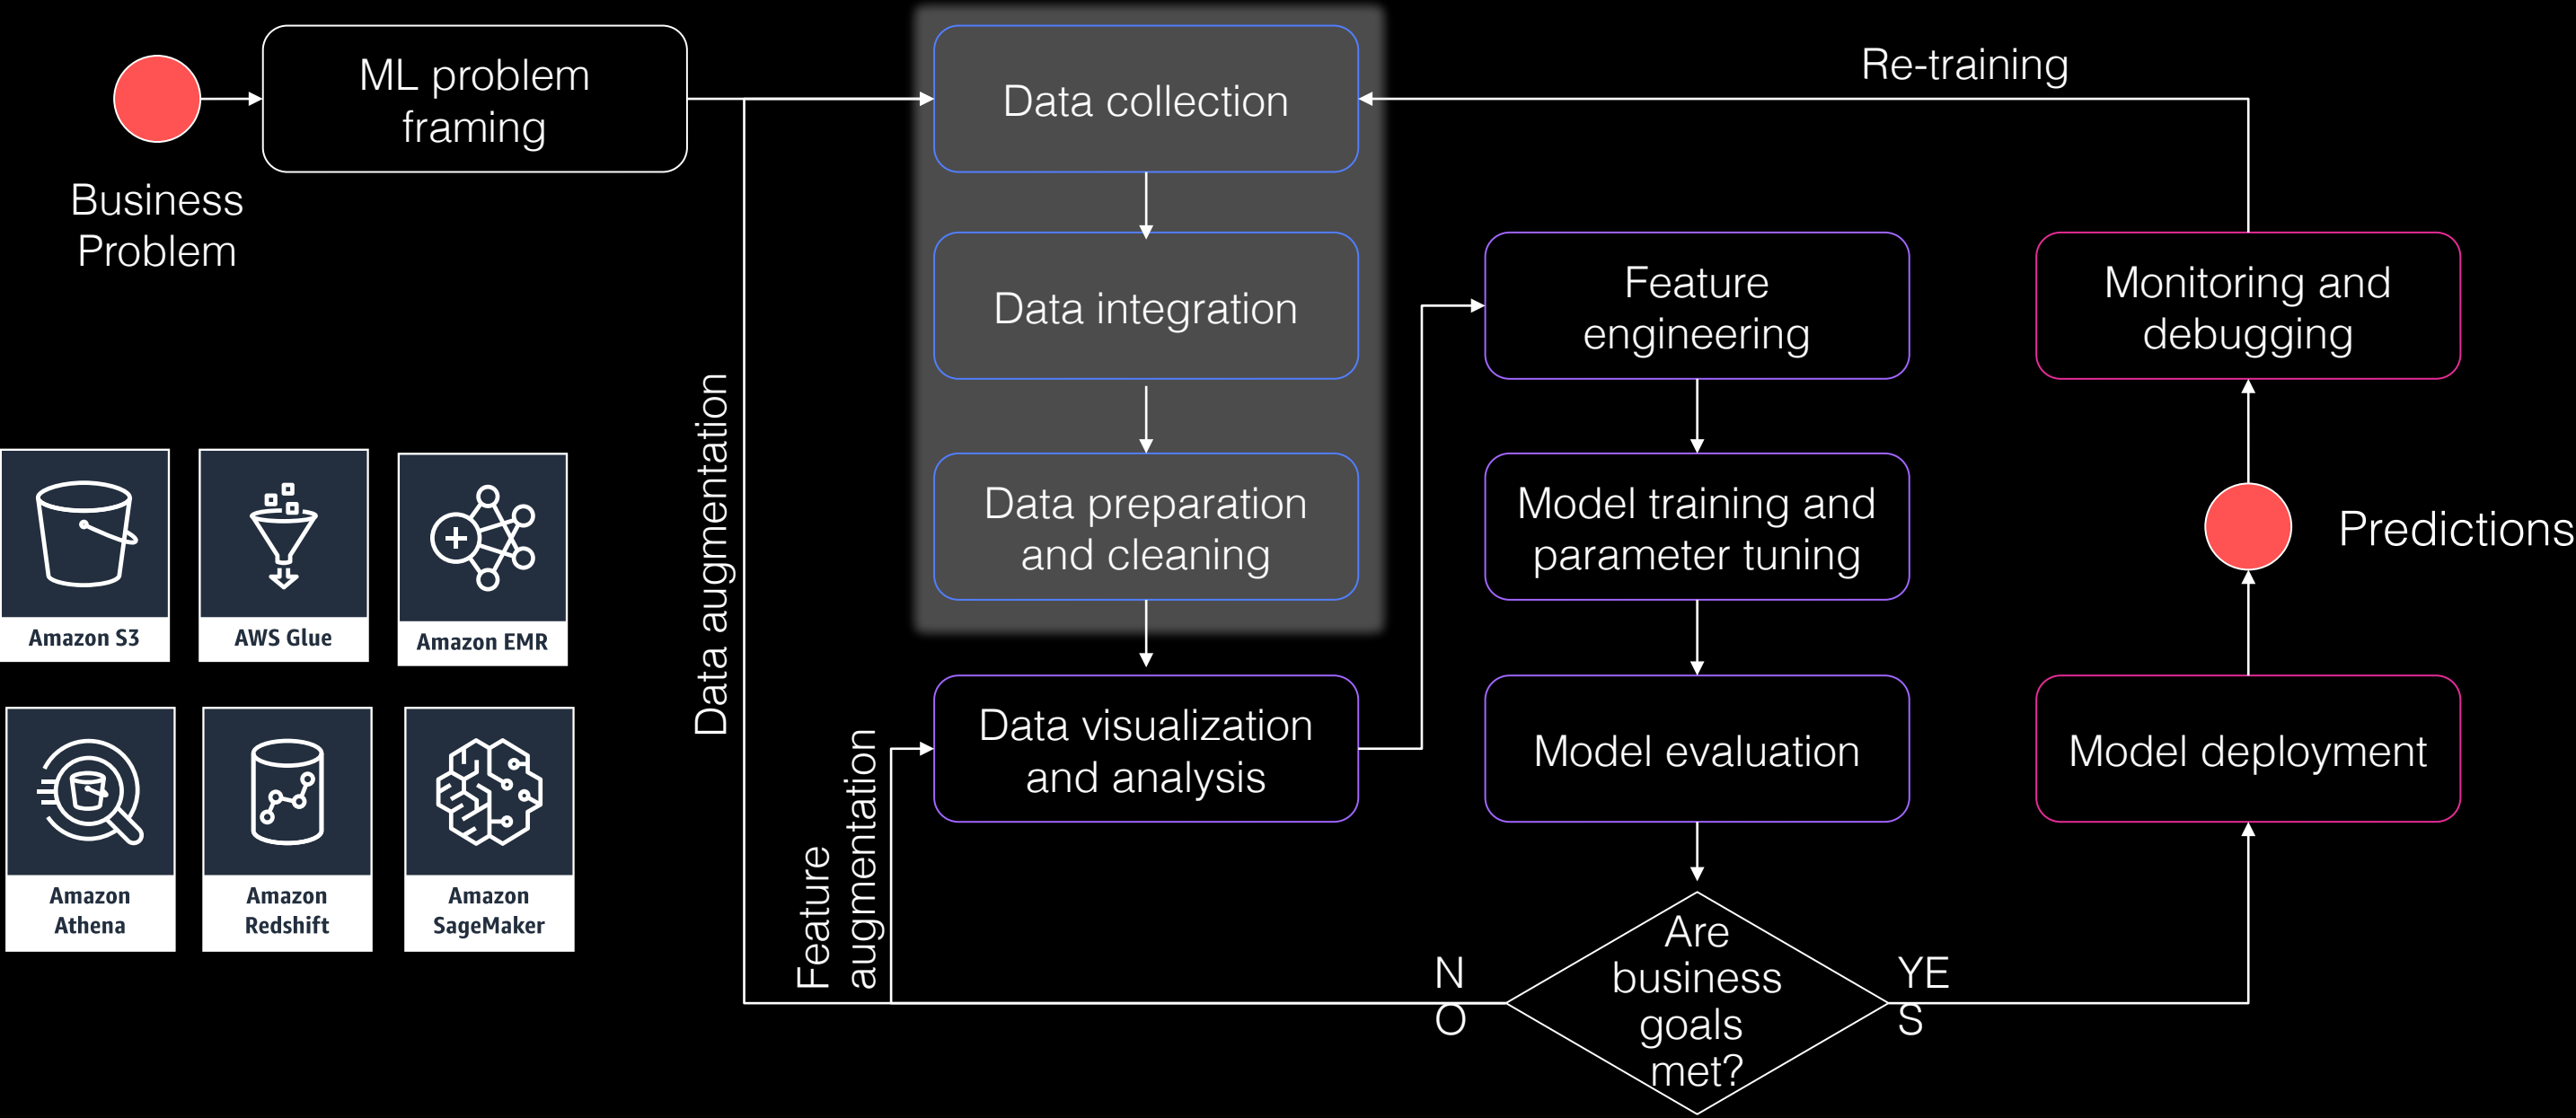 ML problem
framing
Business
Problem
Data collection
Re-training
Data integration
Feature
engineering
Monitoring and
debugging
Data augmentation
Data preparation
and cleaning
Model training and
parameter tuning
Predictions
Amazon S3
AWS Glue
Amazon EMR
Data visualization
and analysis
Model evaluation
Model deployment
Feature
augmentation
Amazon
Athena
Amazon
Redshift
Amazon
SageMaker
Are
business
goals
met?
N
O
YE
S